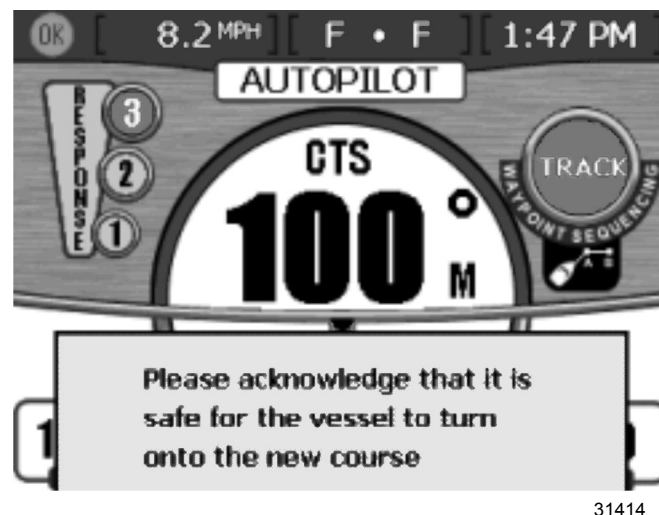 OK [ 8.2 MPH ] [ F • F ] [ 1:47 PM ]
AUTOPILOT
RESPONSE
3
2
1
CTS
100° M
TRACK
WAYPOINT SEQUENCING
A B
Please acknowledge that it is
safe for the vessel to turn
onto the new course
31414